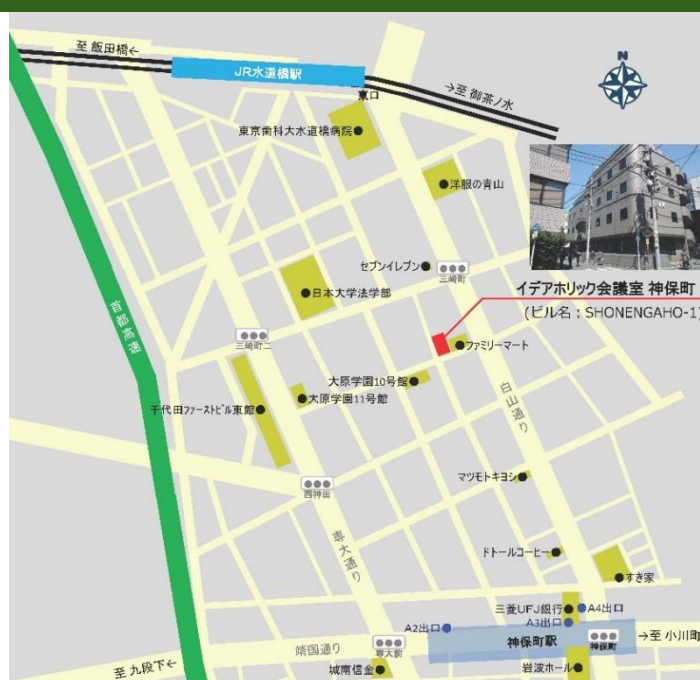 至 飯田橋←
JR水道橋駅
N
東口
→至 御茶ノ水
東京歯科大水道橋病院
洋服の青山
セブンイレブン
三崎町
イデアホリック会議室 神保町
(ビル名：SHONENGAHO-1)
日本大学法学部
首都高速
三崎町二
ファミリーマート
大原学園10号館
大原学園11号館
千代田ファーストビル東館
白山通り
マツモトキヨシ
西神田
専大通り
ドトールコーヒー
すき家
三菱UFJ銀行
A4出口
A3出口
A2出口
神保町駅
神保町
→至 小川町
靖国通り
専大前
至 九段下←
城南信金
岩波ホール